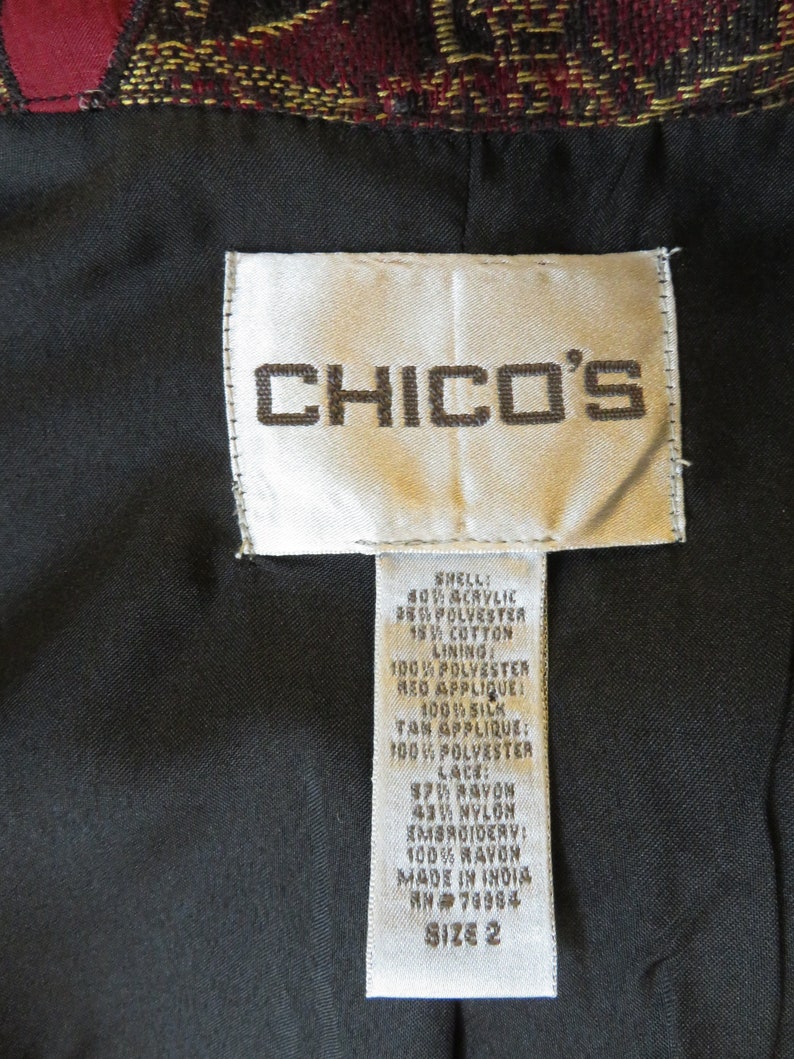 CHICO'S
SHELL:
60% ACRYLIC
25% POLYESTER
15% COTTON
LINING:
100% POLYESTER
RED APPLIQUE:
100% SILK
TAN APPLIQUE:
100% POLYESTER
LACE:
57% RAYON
43% NYLON
EMBROIDERY:
100% RAYON
MADE IN INDIA
RN# 76984
SIZE 2